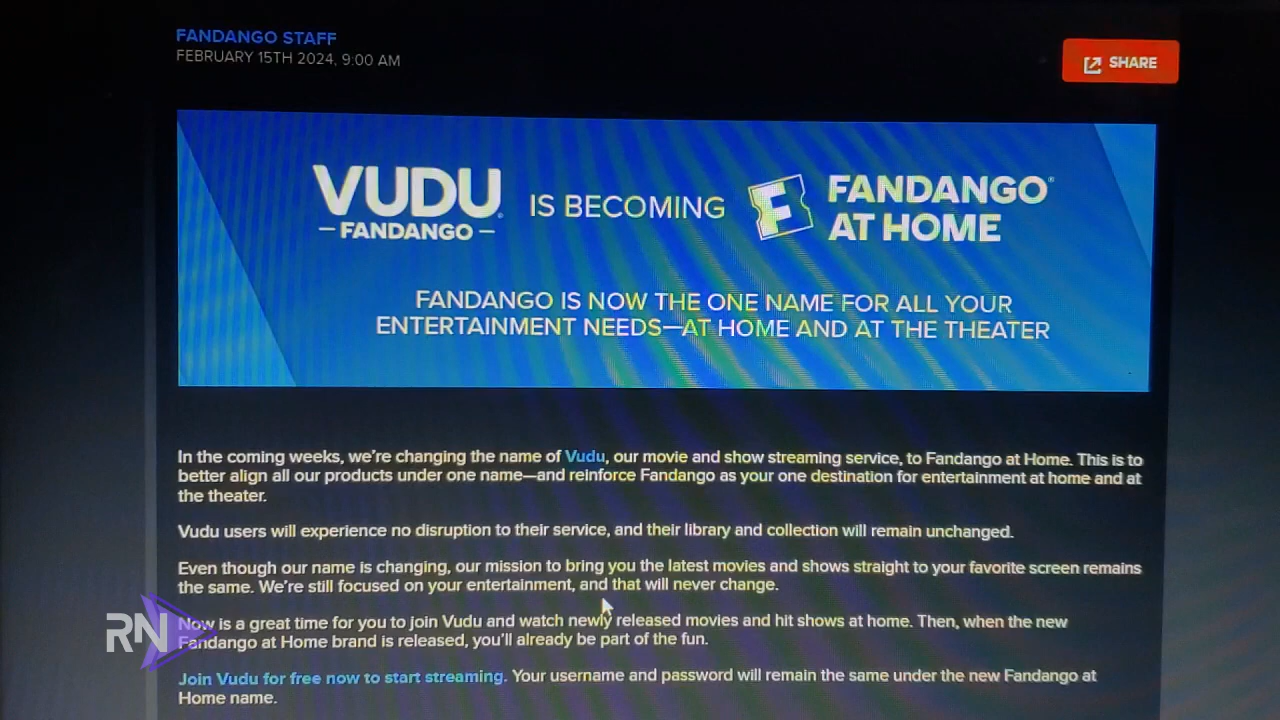 FANDANGO STAFF
FEBRUARY 15TH 2024, 9:00 AM
SHARE
VUDU
FANDANGO
IS BECOMING
F
FANDANGO®
AT HOME
FANDANGO IS NOW THE ONE NAME FOR ALL YOUR
ENTERTAINMENT NEEDS—AT HOME AND AT THE THEATER
In the coming weeks, we're changing the name of Vudu, our movie and show streaming service, to Fandango at Home. This is to
better align all our products under one name—and reinforce Fandango as your one destination for entertainment at home and at
the theater.
Vudu users will experience no disruption to their service, and their library and collection will remain unchanged.
Even though our name is changing, our mission to bring you the latest movies and shows straight to your favorite screen remains
the same. We're still focused on your entertainment, and that will never change.
Now is a great time for you to join Vudu and watch newly released movies and hit shows at home. Then, when the new
Fandango at Home brand is released, you'll already be part of the fun.
Join Vudu for free now to start streaming. Your username and password will remain the same under the new Fandango at
Home name.
RN